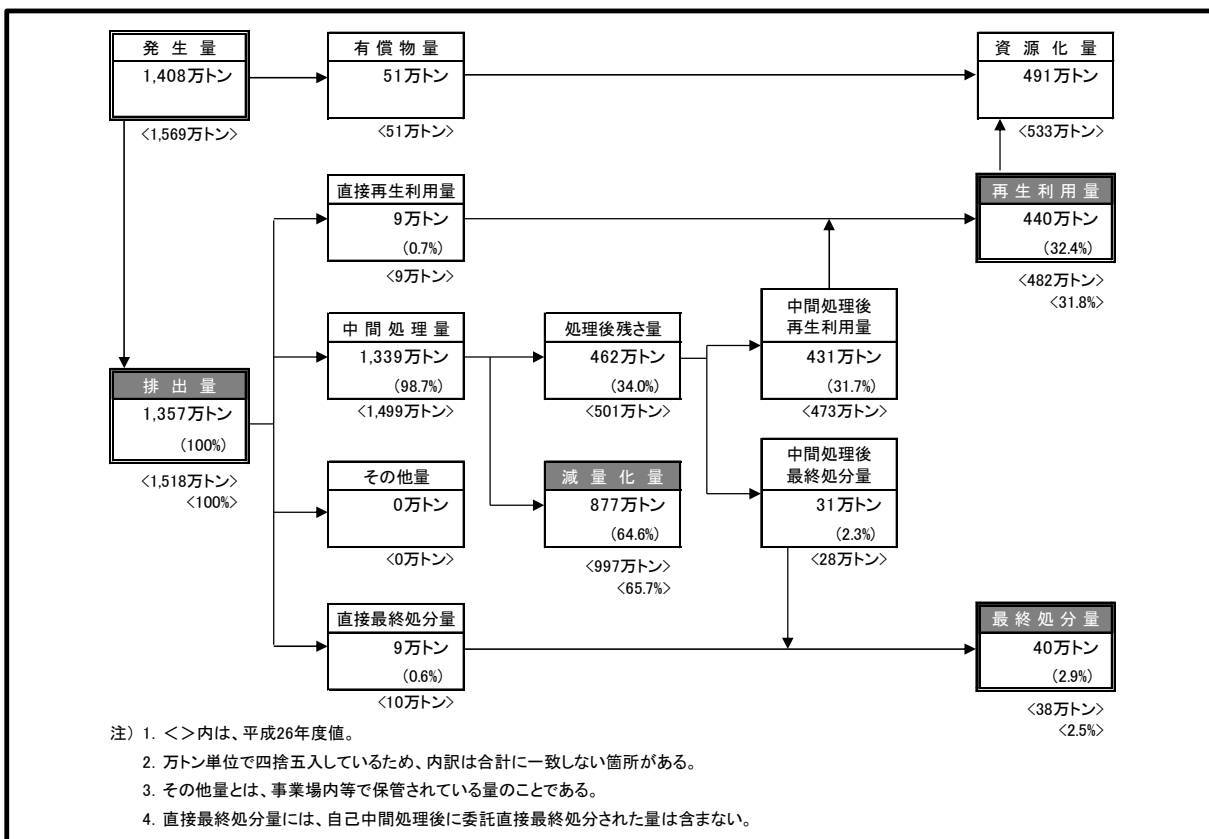 発生量
1,408万トン
<1,569万トン>
有償物量
51万トン
<51万トン>
資源化量
491万トン
<533万トン>
直接再生利用量
9万トン
(0.7%)
<9万トン>
再生利用量
440万トン
(32.4%)
<482万トン>
<31.8%>
中間処理量
1,339万トン
(98.7%)
<1,499万トン>
処理後残さ量
462万トン
(34.0%)
<501万トン>
中間処理後
再生利用量
431万トン
(31.7%)
<473万トン>
排出量
1,357万トン
(100%)
<1,518万トン>
<100%>
その他量
0万トン
<0万トン>
減量化量
877万トン
(64.6%)
<997万トン>
<65.7%>
中間処理後
最終処分量
31万トン
(2.3%)
<28万トン>
直接最終処分量
9万トン
(0.6%)
<10万トン>
最終処分量
40万トン
(2.9%)
<38万トン>
<2.5%>
注) 1. <>内は、平成26年度値。
2. 万トン単位で四捨五入しているため、内訳は合計に一致しない箇所がある。
3. その他量とは、事業場内等で保管されている量のことである。
4. 直接最終処分量には、自己中間処理後に委託直接最終処分された量は含まない。